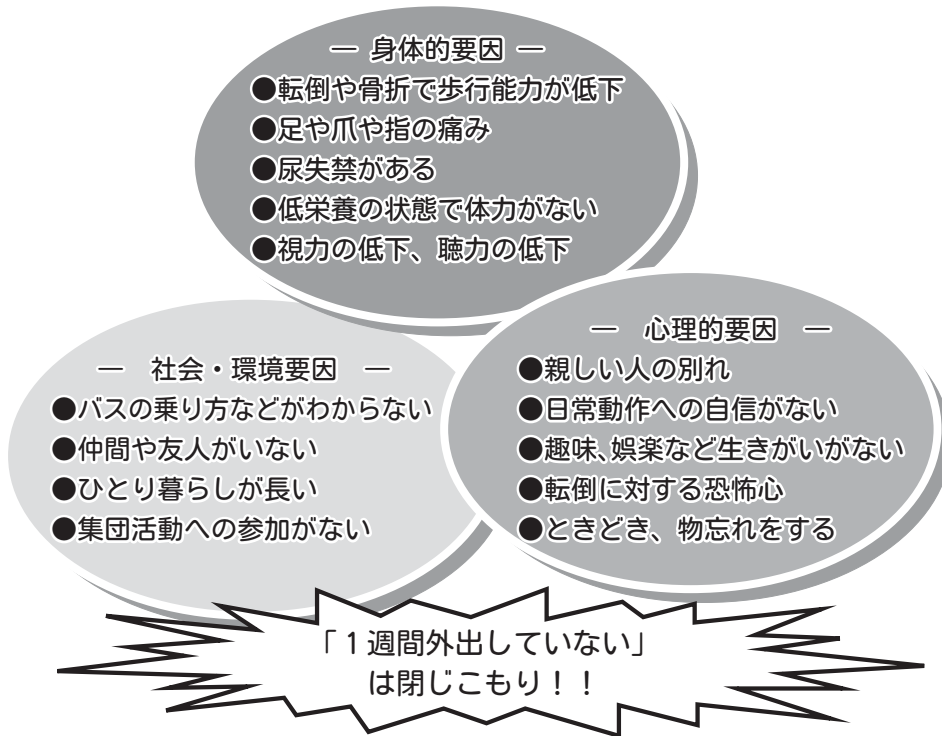 ― 身体的要因 ―
●転倒や骨折で歩行能力が低下
●足や爪や指の痛み
●尿失禁がある
●低栄養の状態で体力がない
●視力の低下、聴力の低下
― 社会・環境要因 ―
●バスの乗り方などがわからない
●仲間や友人がいない
●ひとり暮らしが長い
●集団活動への参加がない
― 心理的要因 ―
●親しい人の別れ
●日常動作への自信がない
●趣味、娯楽など生きがいがない
●転倒に対する恐怖心
●ときどき、物忘れをする
「１週間外出していない」
は閉じこもり！！